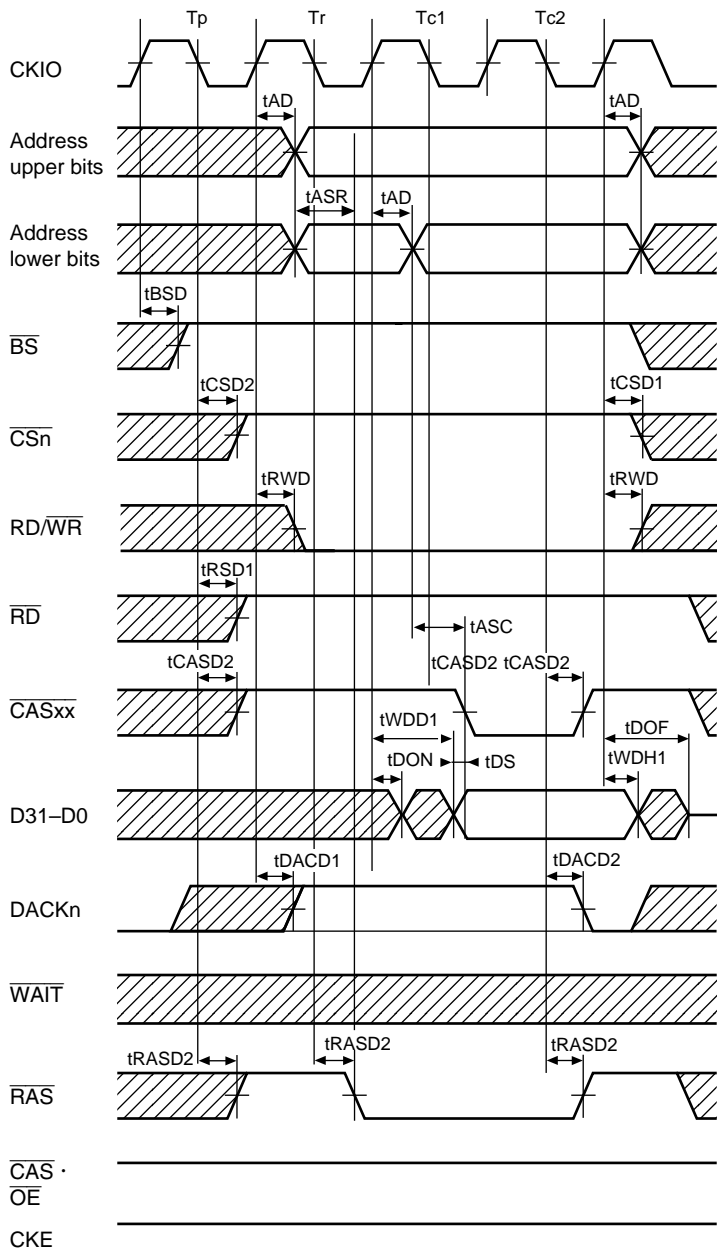 Tp Tr Tc1 Tc2
CKIO
tAD tAD
Address
upper bits
tASR tAD
Address
lower bits
tBSD
BS
tCSD2 tCSD1
CSn
tRWD tRWD
RD/WR
tRSD1
RD
tASC
tCASD2 tCASD2 tCASD2
CASxx
tWDD1 tDOF
tDON tDS tWDH1
D31–D0
tDACD1 tDACD2
DACKn
WAIT
tRASD2 tRASD2 tRASD2
RAS
CAS ·
OE
CKE